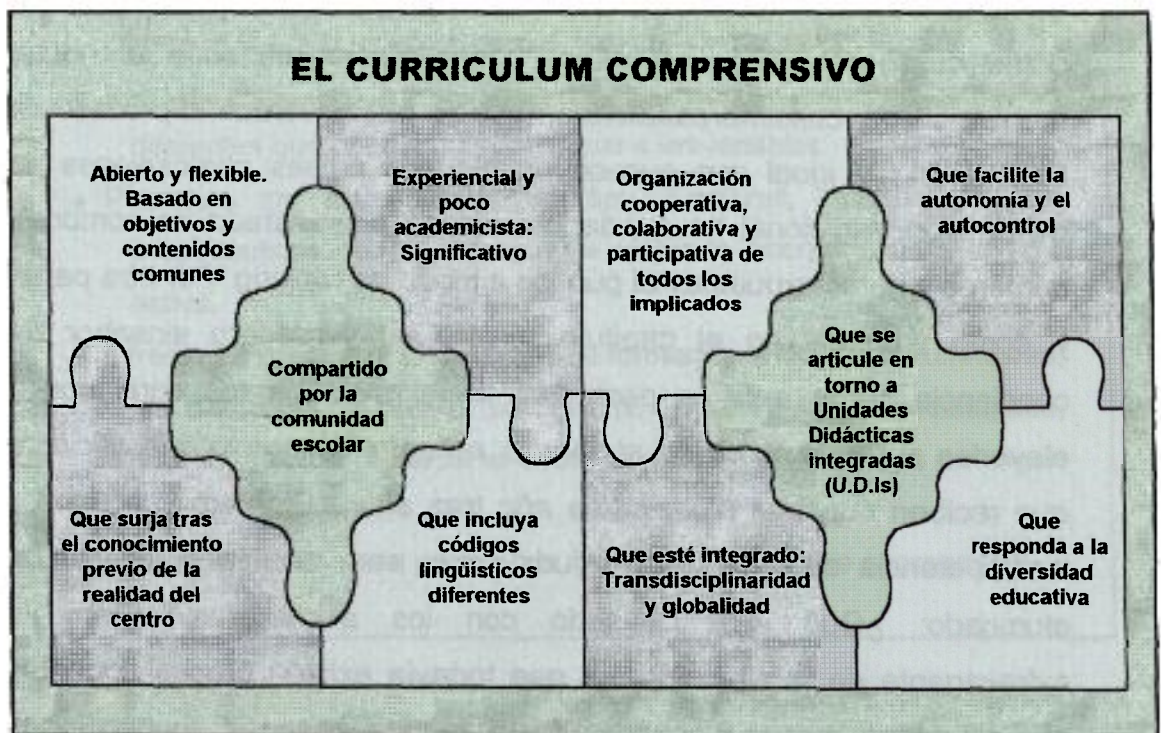 EL CURRICULUM COMPRENSIVO
Abierto y flexible.
Basado en
objetivos y
contenidos
comunes
Experiencial y
poco
academicista:
Significativo
Organización
cooperativa,
colaborativa y
participativa de
todos los
implicados
Que facilite la
autonomía y el
autocontrol
Compartido
por la
comunidad
escolar
Que se
articule en
torno a
Unidades
Didácticas
integradas
(U.D.Is)
Que surja tras
el conocimiento
previo de la
realidad del
centro
Que incluya
códigos
lingüísticos
diferentes
Que esté integrado:
Transdisciplinaridad
y globalidad
Que
responda a la
diversidad
educativa